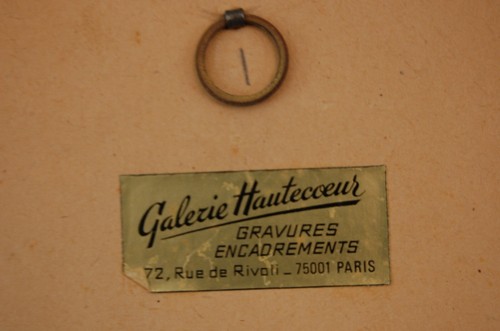 Galerie Hautecoeur
GRAVURES
ENCADREMENTS
72, Rue de Rivoli _ 75001 PARIS